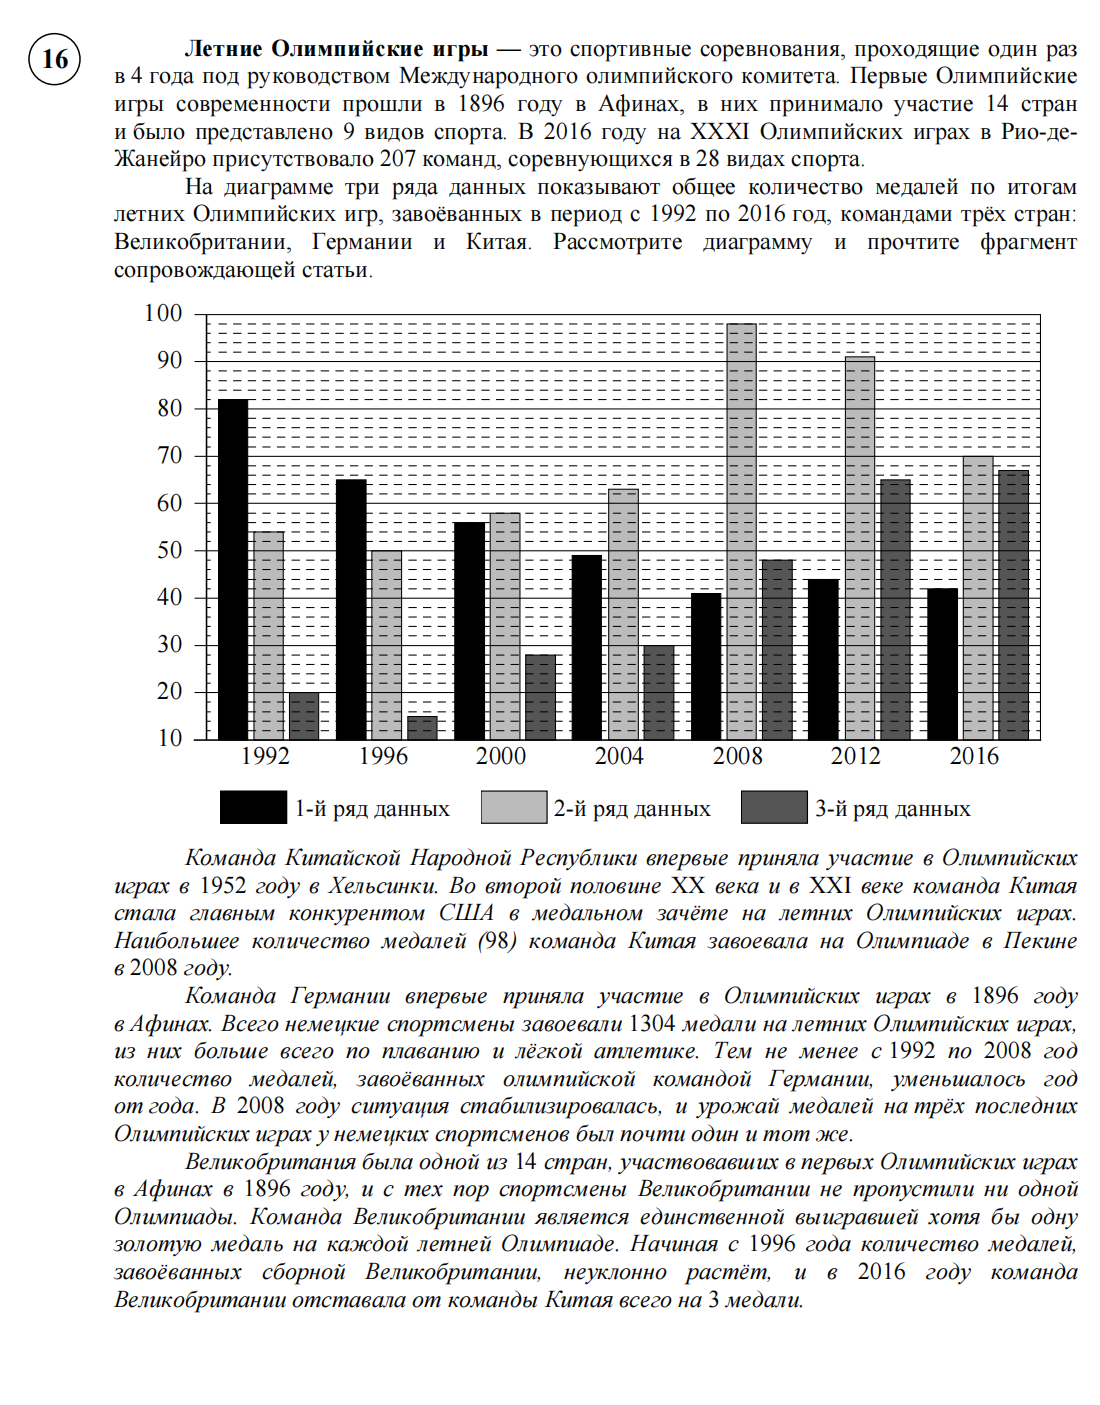 16
Летние Олимпийские игры — это спортивные соревнования, проходящие один раз
в 4 года под руководством Международного олимпийского комитета. Первые Олимпийские
игры современности прошли в 1896 году в Афинах, в них принимало участие 14 стран
и было представлено 9 видов спорта. В 2016 году на XXXI Олимпийских играх в Рио-де-
Жанейро присутствовало 207 команд, соревнующихся в 28 видах спорта.
На диаграмме три ряда данных показывают общее количество медалей по итогам
летних Олимпийских игр, завоёванных в период с 1992 по 2016 год, командами трёх стран:
Великобритании, Германии и Китая. Рассмотрите диаграмму и прочтите фрагмент
сопровождающей статьи.
100
90
80
70
60
50
40
30
20
10
1992 1996 2000 2004 2008 2012 2016
1-й ряд данных 2-й ряд данных 3-й ряд данных
Команда Китайской Народной Республики впервые приняла участие в Олимпийских
играх в 1952 году в Хельсинки. Во второй половине XX века и в XXI веке команда Китая
стала главным конкурентом США в медальном зачёте на летних Олимпийских играх.
Наибольшее количество медалей (98) команда Китая завоевала на Олимпиаде в Пекине
в 2008 году.
Команда Германии впервые приняла участие в Олимпийских играх в 1896 году
в Афинах. Всего немецкие спортсмены завоевали 1304 медали на летних Олимпийских играх,
из них больше всего по плаванию и лёгкой атлетике. Тем не менее с 1992 по 2008 год
количество медалей, завоёванных олимпийской командой Германии, уменьшалось год
от года. В 2008 году ситуация стабилизировалась, и урожай медалей на трёх последних
Олимпийских играх у немецких спортсменов был почти один и тот же.
Великобритания была одной из 14 стран, участвовавших в первых Олимпийских играх
в Афинах в 1896 году, и с тех пор спортсмены Великобритании не пропустили ни одной
Олимпиады. Команда Великобритании является единственной выигравшей хотя бы одну
золотую медаль на каждой летней Олимпиаде. Начиная с 1996 года количество медалей,
завоёванных сборной Великобритании, неуклонно растёт, и в 2016 году команда
Великобритании отставала от команды Китая всего на 3 медали.